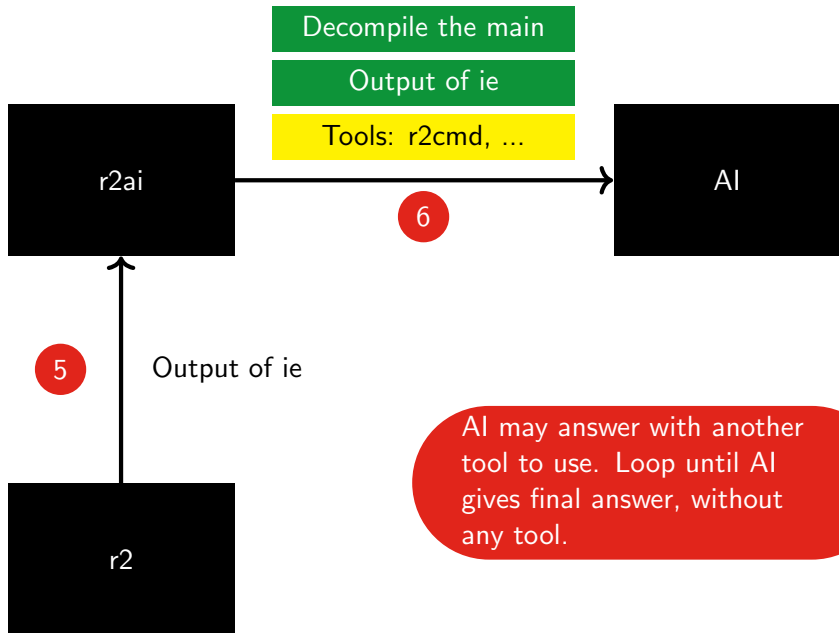 Decompile the main
Output of ie
Tools: r2cmd, ...
r2ai
AI
6
5
Output of ie
AI may answer with another
tool to use. Loop until AI
gives final answer, without
any tool.
r2